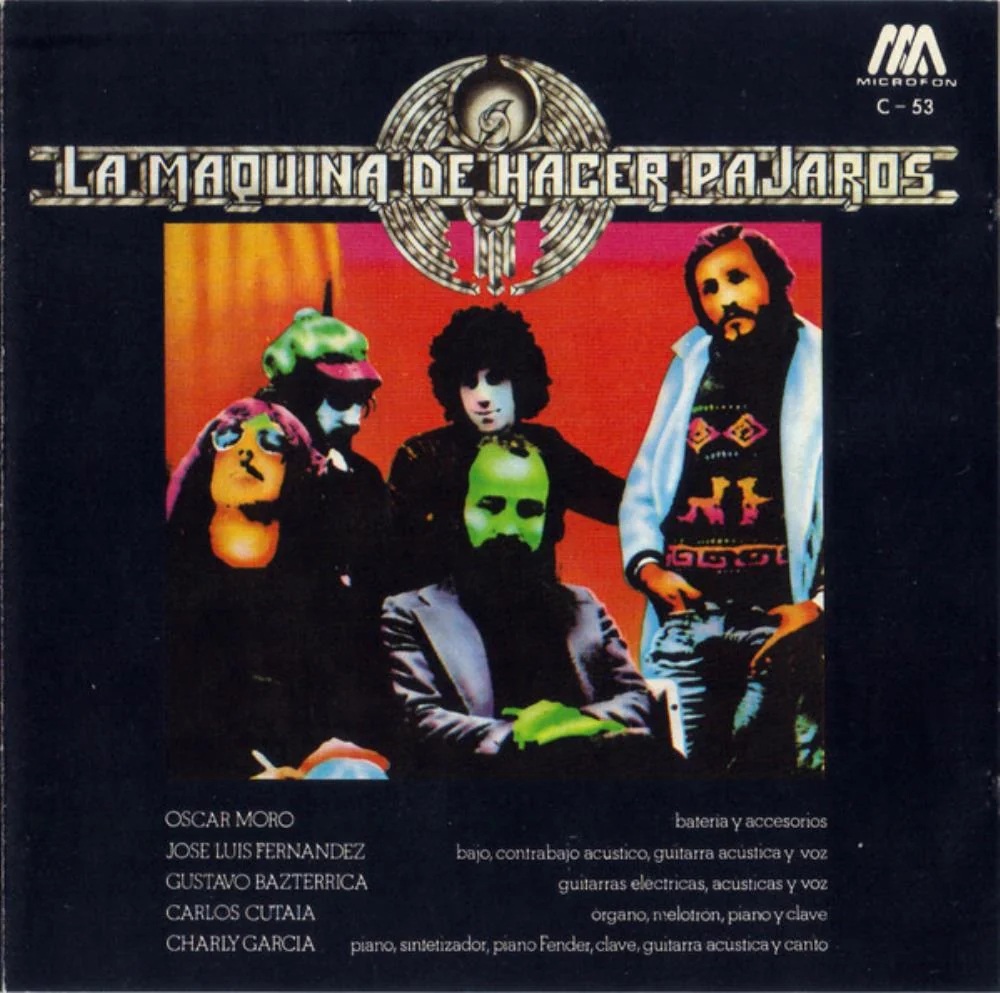 MICROFON
C-53
LA MAQUINA DE HACER PAJAROS
OSCAR MORO bateria y accesorios
JOSE LUIS FERNANDEZ bajo, contrabajo acustico, guitarra acustica y voz
GUSTAVO BAZTERRICA guitarras electricas, acusticas y voz
CARLOS CUTAIA organo, melotron, piano y clave
CHARLY GARCIA piano, sintetizador, piano Fender, clave, guitarra acustica y canto